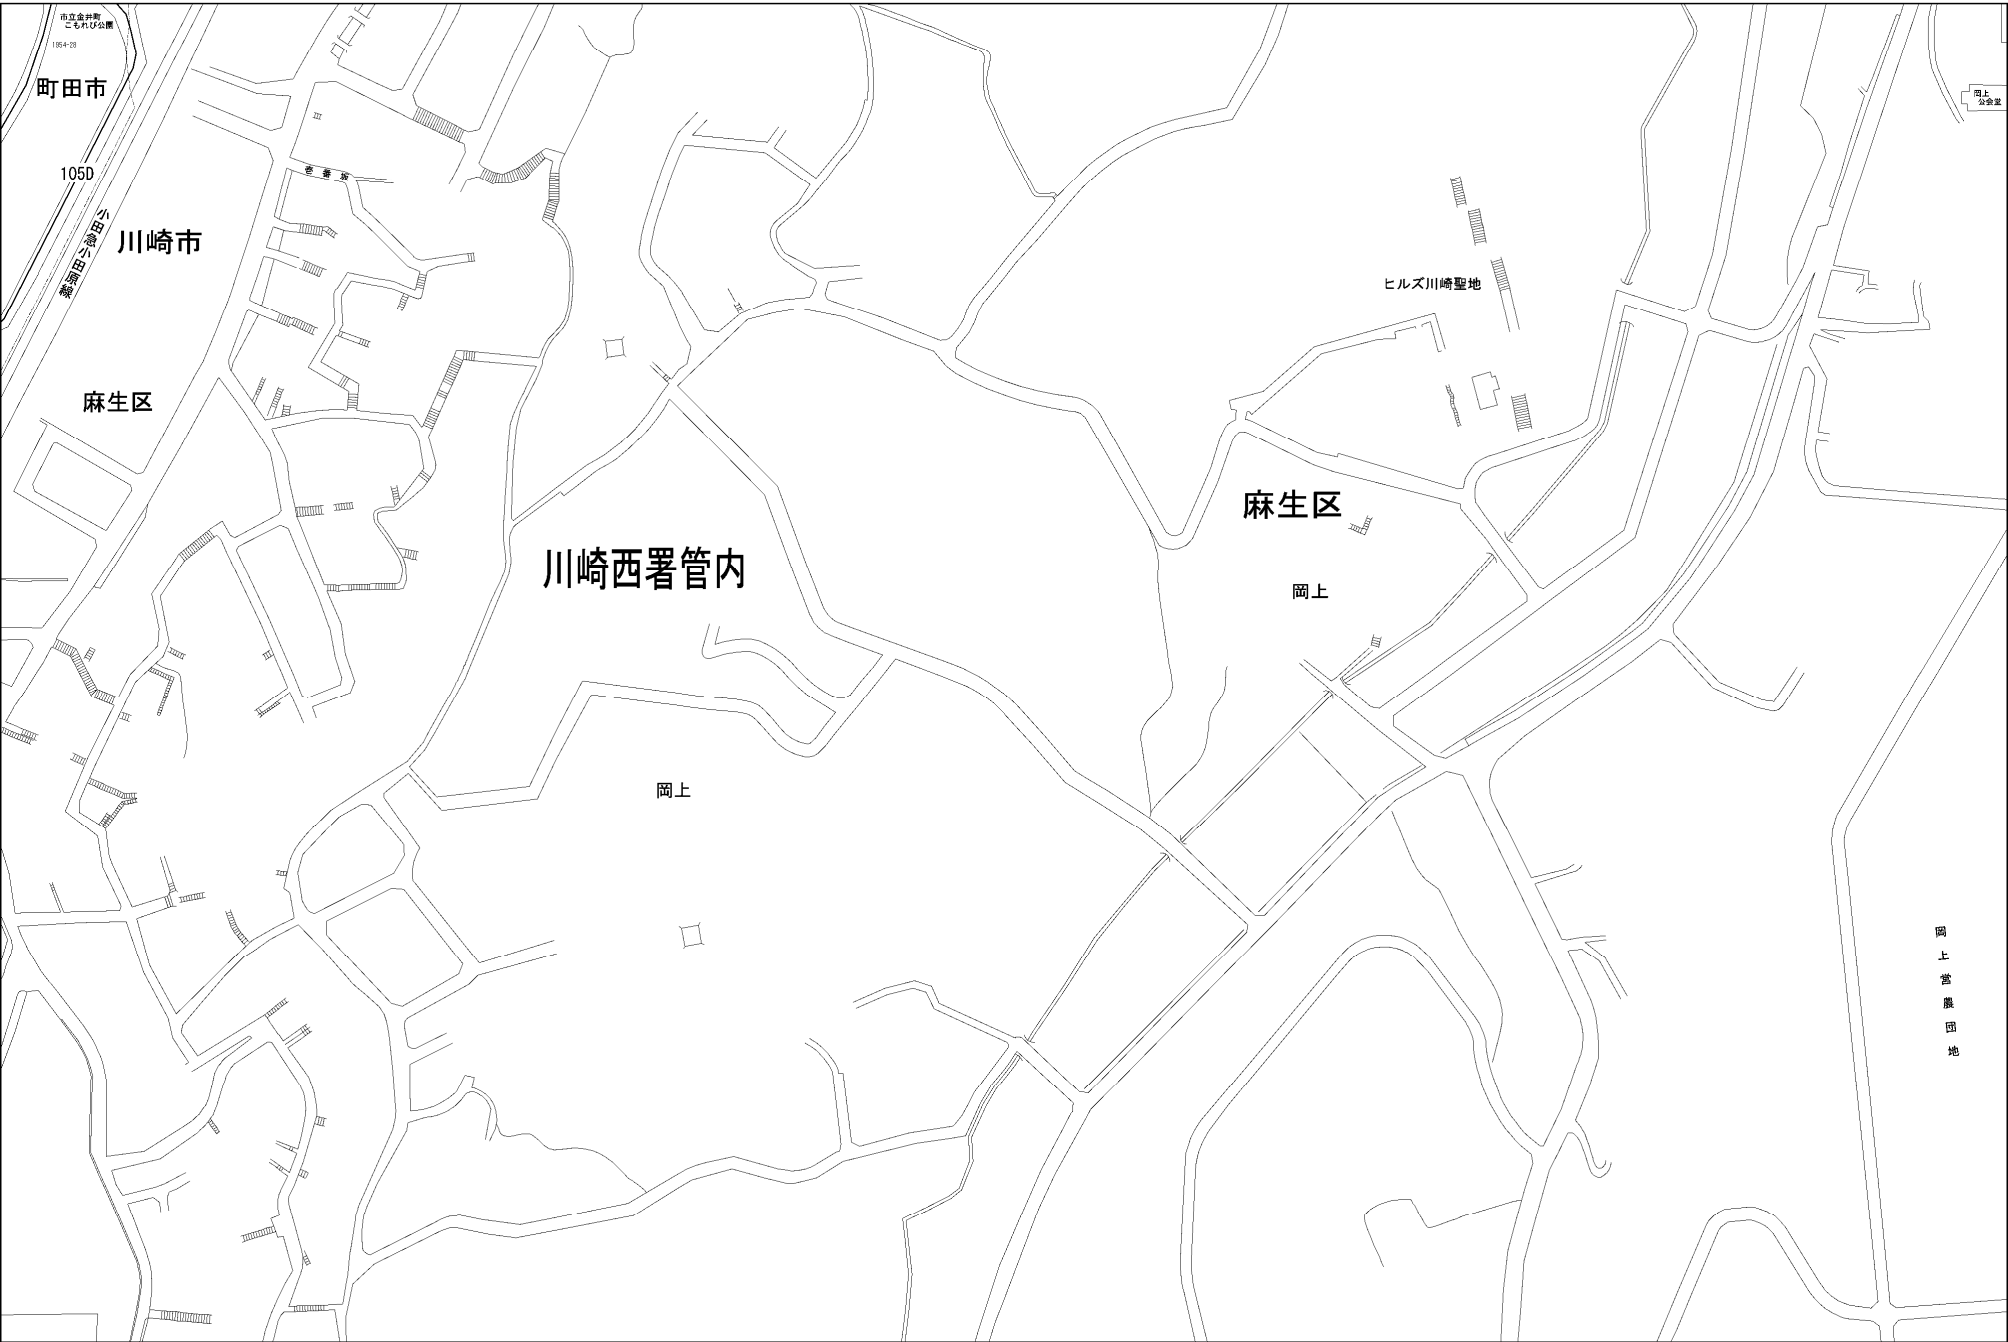 市立金井町
こもれび公園
1954-28
町田市
岡上
公会堂
105D
壱番坂
小田急小田原線
川崎市
ヒルズ川崎聖地
麻生区
麻生区
川崎西署管内
岡上
岡上
岡上営農団地